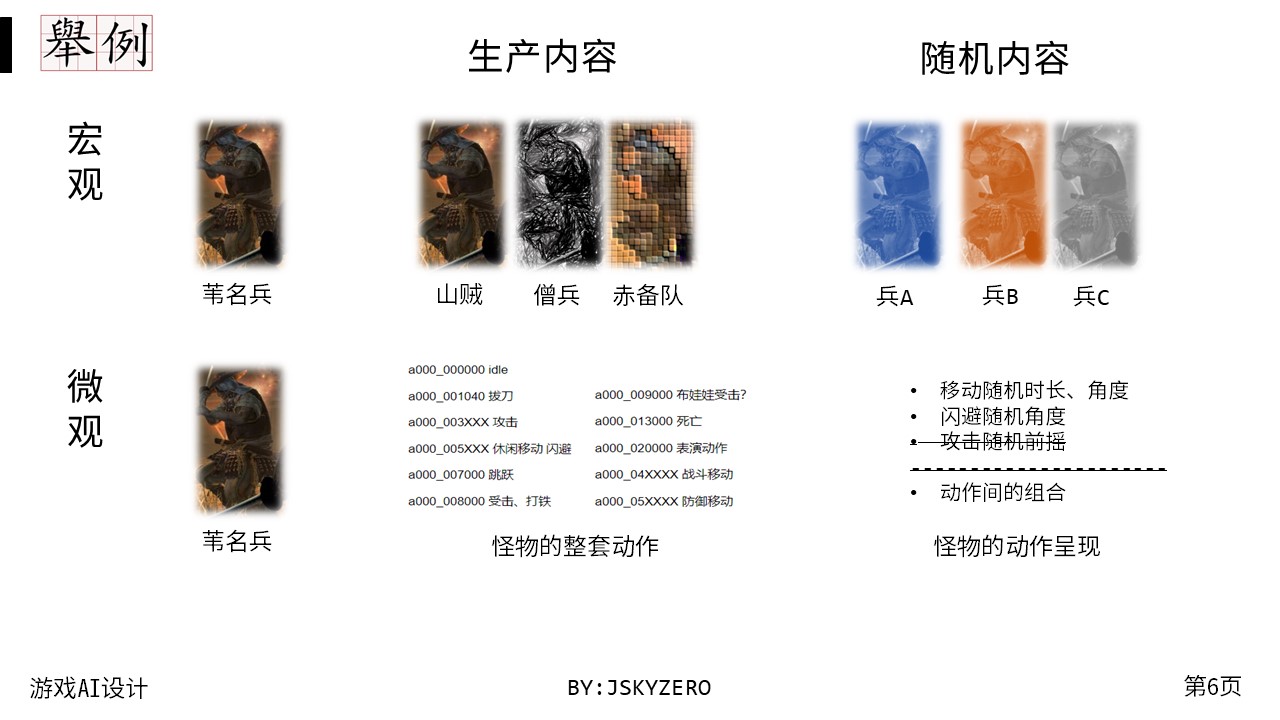 舉例
生产内容
随机内容
宏观
苇名兵
山贼
僧兵
赤备队
兵A
兵B
兵C
微观
苇名兵
a000_000000 idle
a000_001040 拔刀
a000_003XXX 攻击
a000_005XXX 休闲移动 闪避
a000_007000 跳跃
a000_008000 受击、打铁
a000_009000 布娃娃受击?
a000_013000 死亡
a000_020000 表演动作
a000_04XXXX 战斗移动
a000_05XXXX 防御移动
怪物的整套动作
• 移动随机时长、角度
• 闪避随机角度
• 攻击随机前摇
• 动作间的组合
怪物的动作呈现
游戏AI设计
BY:JSKYZERO
第6页